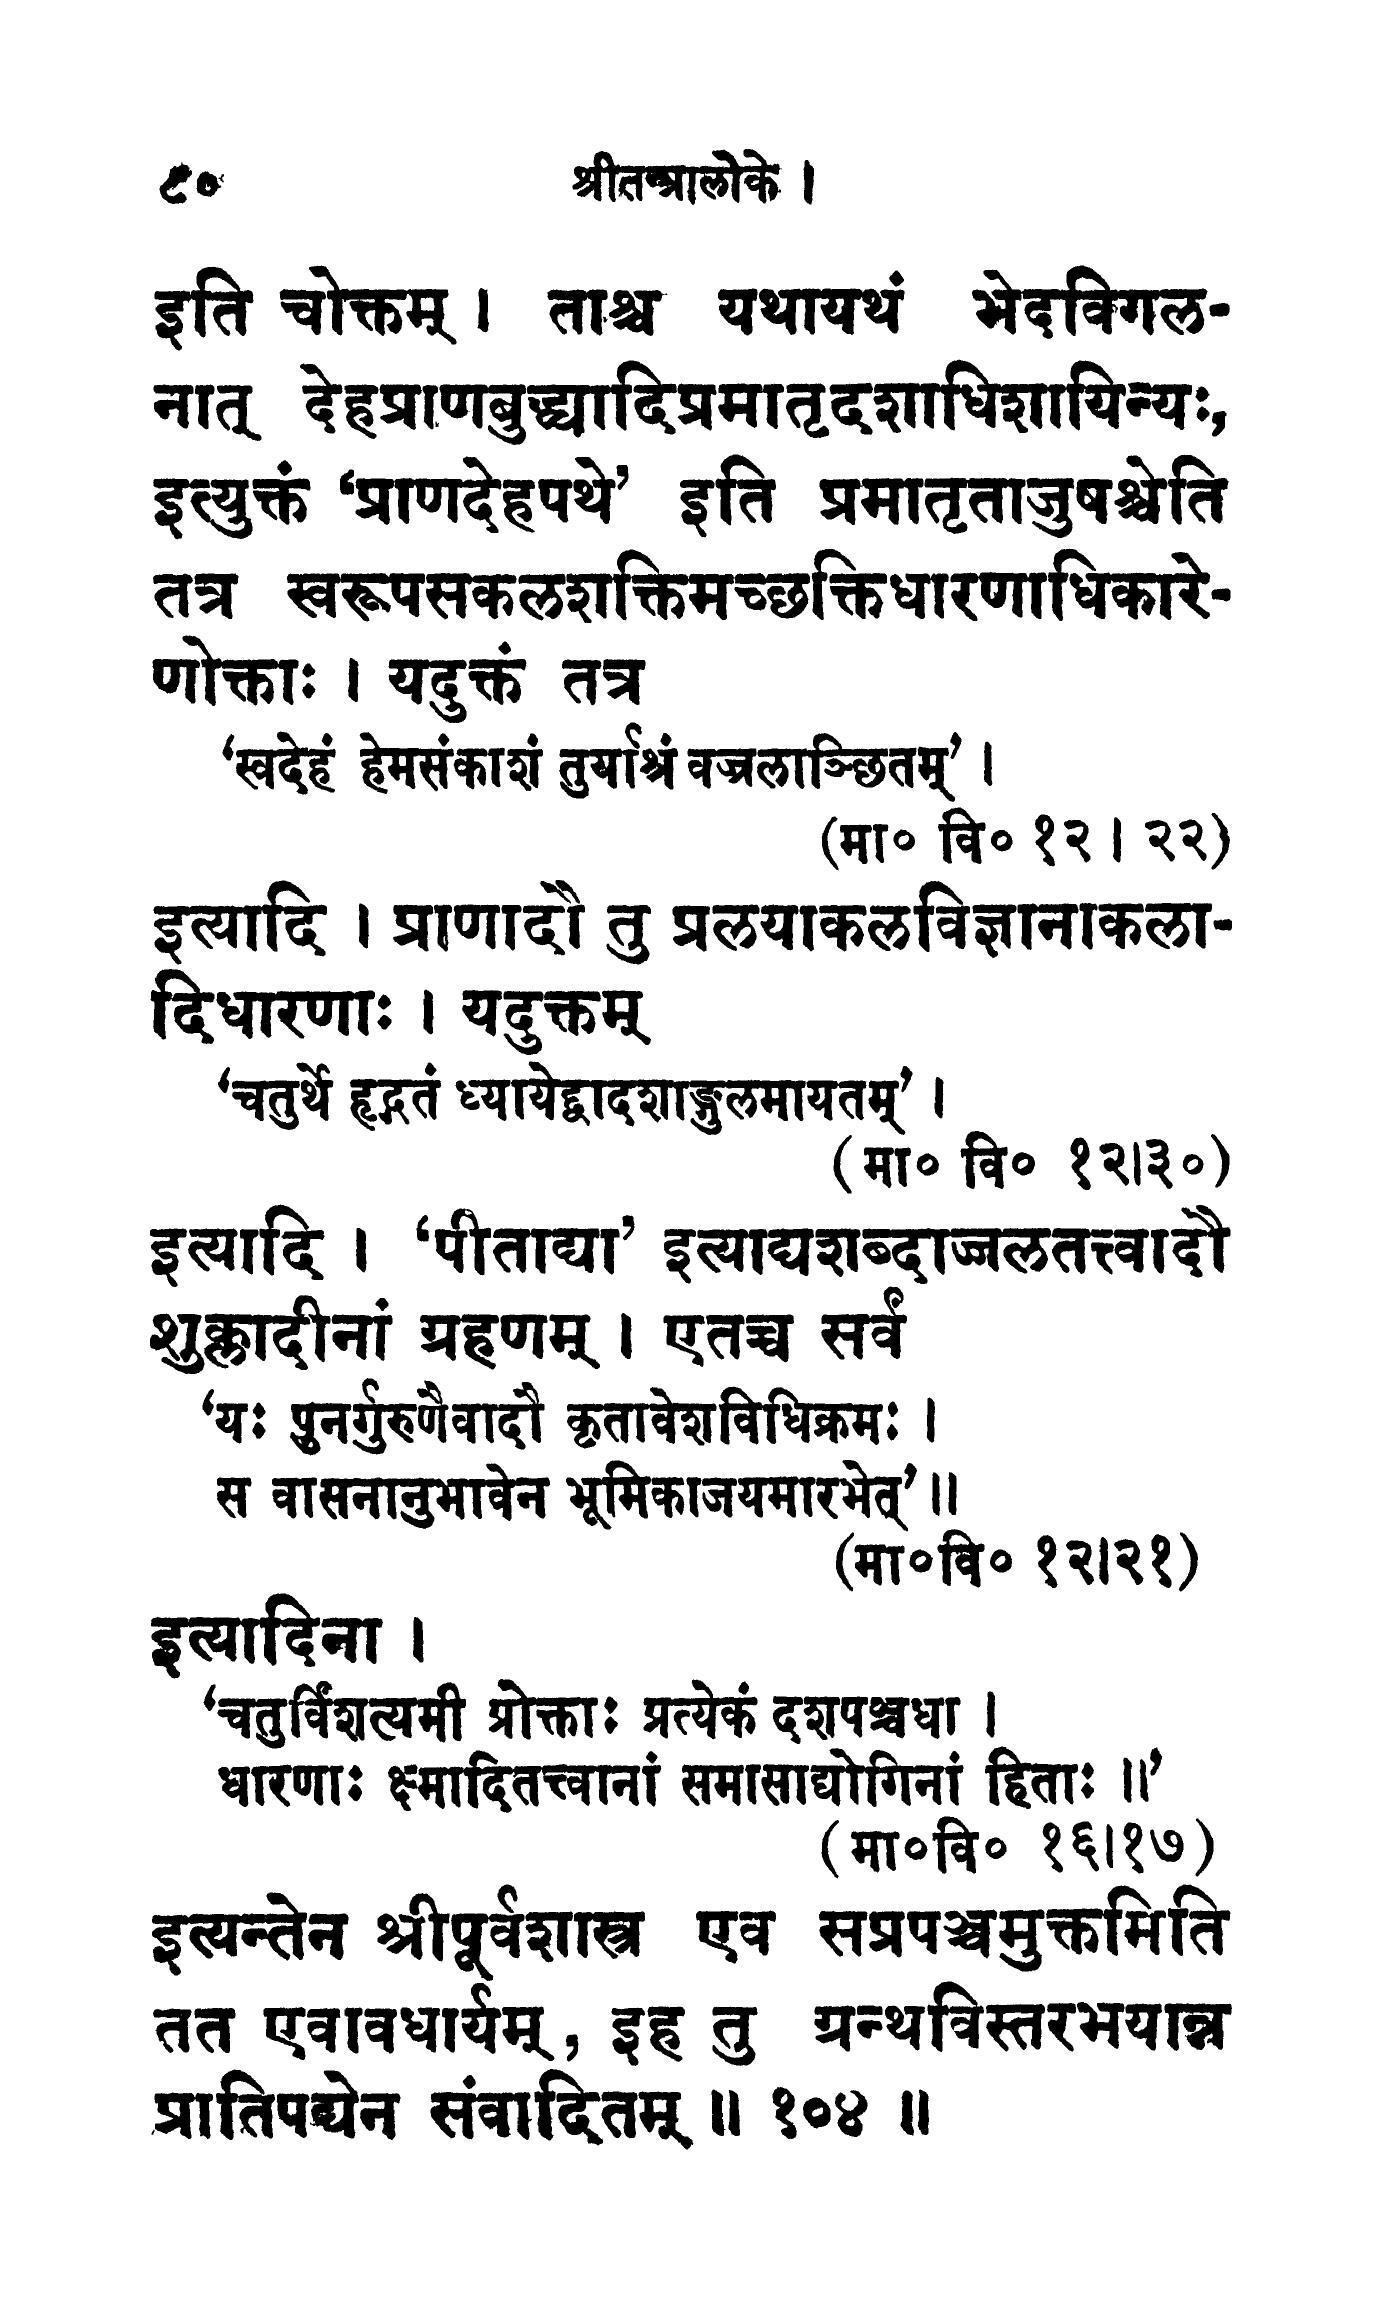 ८० श्रीतन्त्रालोके ।
इति चोक्तम् । ताश्च यथायथं भेदविगल-
नात् देहप्राणबुद्ध्यादिप्रमातृदशाधिशायिन्यः,
इत्युक्तं ‘प्राणदेहपथे’ इति प्रमातृताजुषश्चेति
तत्र स्वरूपसकलशक्तिमच्छक्तिधारणाधिकारे-
णोक्ताः । यदुक्तं तत्र
‘स्वदेहं हेमसंकाशं तुर्याश्रं वज्रलाञ्छितम्’ ।
(मा० वि० १२ । २२)
इत्यादि । प्राणादौ तु प्रलयाकलविज्ञानाकला-
दिधारणाः । यदुक्तम्
‘चतुर्थे हृद्गतं ध्यायेद्द्वादशाङ्गुलमायतम्’ ।
(मा० वि० १२।३०)
इत्यादि । ‘पीताद्या’ इत्याद्यशब्दाज्जलतत्त्वादौ
शुक्लादीनां ग्रहणम् । एतच्च सर्वं
‘यः पुनर्गुरुणैवादौ कृतावेशविधिक्रमः ।
स वासनानुभावेन भूमिकाजयमारभेत्’ ॥
(मा०वि० १२।२१)
इत्यादिना ।
‘चतुर्विंशत्यमी प्रोक्ताः प्रत्येकं दशपञ्चधा ।
धारणाः क्ष्मादितत्त्वानां समासाद्योगिनां हिताः ॥’
(मा०वि० १६।१७)
इत्यन्तेन श्रीपूर्वशास्त्र एव सप्रपञ्चमुक्तमिति
तत एवावधार्यम्, इह तु ग्रन्थविस्तरभयान्न
प्रातिपद्येन संवादितम् ॥ १०४ ॥